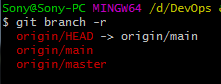 Sony@Sony-PC MINGW64 /d/DevOps
$ git branch -r
origin/HEAD -> origin/main
origin/main
origin/master